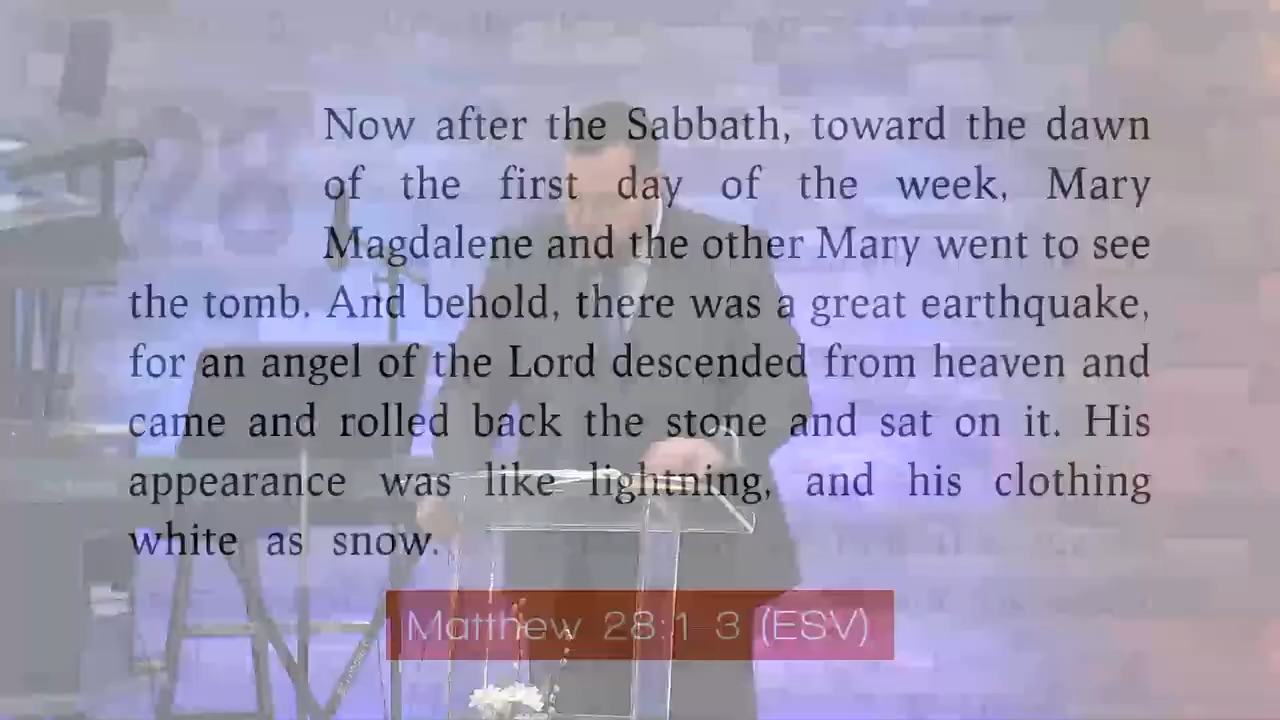 28
Now after the Sabbath, toward the dawn
of the first day of the week, Mary
Magdalene and the other Mary went to see
the tomb. And behold, there was a great earthquake,
for an angel of the Lord descended from heaven and
came and rolled back the stone and sat on it. His
appearance was like lightning, and his clothing
white as snow.
Matthew 28:1-3 (ESV)